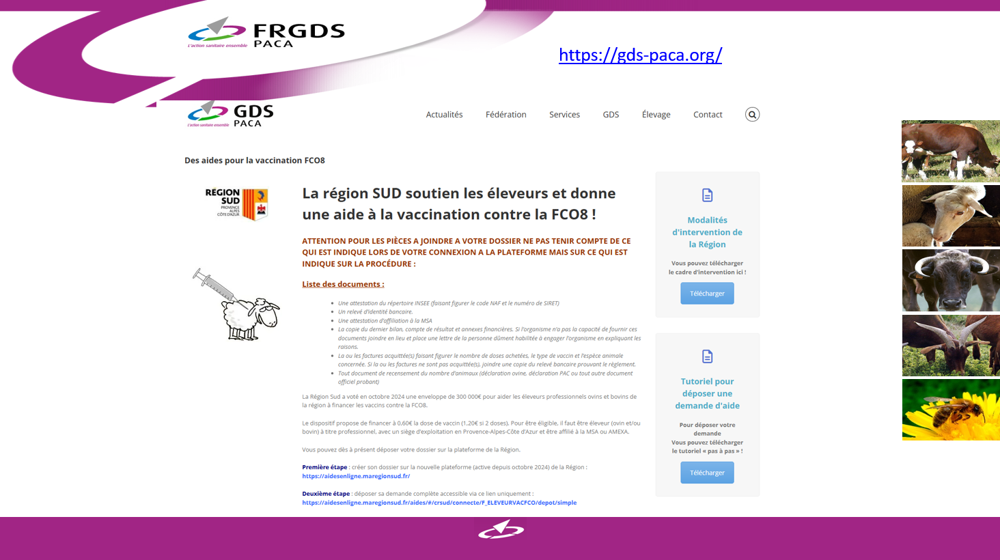 FRGDS
PACA
L'action sanitaire ensemble
https://gds-paca.org/
GDS
PACA
L'action sanitaire ensemble
Actualités Fédération Services GDS Élevage Contact
Des aides pour la vaccination FCO8
RÉGION
SUD
PROVENCE
ALPES
CÔTE D'AZUR
La région SUD soutien les éleveurs et donne
une aide à la vaccination contre la FCO8 !
ATTENTION POUR LES PIÈCES A JOINDRE A VOTRE DOSSIER NE PAS TENIR COMPTE DE CE
QUI EST INDIQUE LORS DE VOTRE CONNEXION A LA PLATEFORME MAIS SUR CE QUI EST
INDIQUE SUR LA PROCÉDURE :
Liste des documents :
• Une attestation du répertoire INSEE (faisant figurer le code NAF et le numéro de SIRET)
• Un relevé d'identité bancaire.
• Une attestation d'affiliation à la MSA
• La copie du dernier bilan, compte de résultat et annexes financières. Si l'organisme n'a pas la capacité de fournir ces
documents joindre en lieu et place une lettre de la personne dûment habilitée à engager l'organisme en expliquant les
raisons.
• La ou les factures acquittée(s) faisant figurer le nombre de doses achetées, le type de vaccin et l'espèce animale
concernée. Si la ou les factures ne sont pas acquittée(s), joindre une copie du relevé bancaire prouvant le règlement.
• Tout document de recensement du nombre d'animaux (déclaration ovine, déclaration PAC ou tout autre document
officiel probant)
La Région Sud a voté en octobre 2024 une enveloppe de 300 000€ pour aider les éleveurs professionnels ovins et bovins de
la région à financer les vaccins contre la FCO8.
Le dispositif propose de financer à 0,60€ la dose de vaccin (1,20€ si 2 doses). Pour être éligible, il faut être éleveur (ovin et/ou
bovin) à titre professionnel, avec un siège d'exploitation en Provence-Alpes-Côte d'Azur et être affilié à la MSA ou AMEXA.
Vous pouvez dès à présent déposer votre dossier sur la plateforme de la Région.
Première étape : créer son dossier sur la nouvelle plateforme (active depuis octobre 2024) de la Région :
https://aidesenligne.maregionsud.fr/
Deuxième étape : déposer sa demande complète accessible via ce lien uniquement :
https://aidesenligne.maregionsud.fr/aides/#/crsud/connecte/F_ELEVEURVACFCO/depot/simple
Modalités
d'intervention de
la Région
Vous pouvez télécharger
le cadre d'intervention ici !
Télécharger
Tutoriel pour
déposer une
demande d'aide
Pour déposer votre
demande
Vous pouvez télécharger
le tutoriel « pas à pas » !
Télécharger